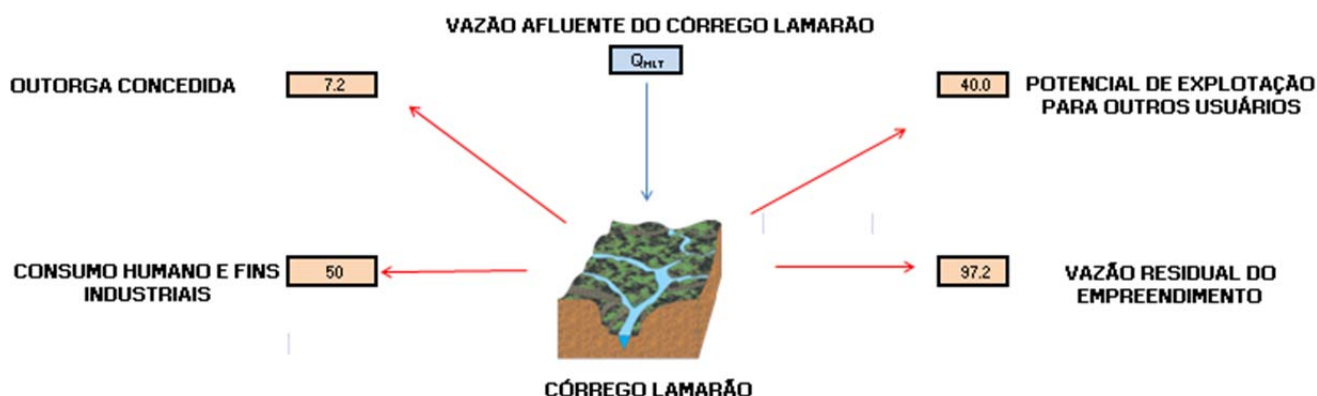 VAZÃO AFLUENTE DO CÓRREGO LAMARÃO
Q_MLT
OUTORGA CONCEDIDA
7.2
40.0
POTENCIAL DE EXPLOTAÇÃO
PARA OUTROS USUÁRIOS
CONSUMO HUMANO E FINS
INDUSTRIAIS
50
97.2
VAZÃO RESIDUAL DO
EMPREENDIMENTO
CÓRREGO LAMARÃO